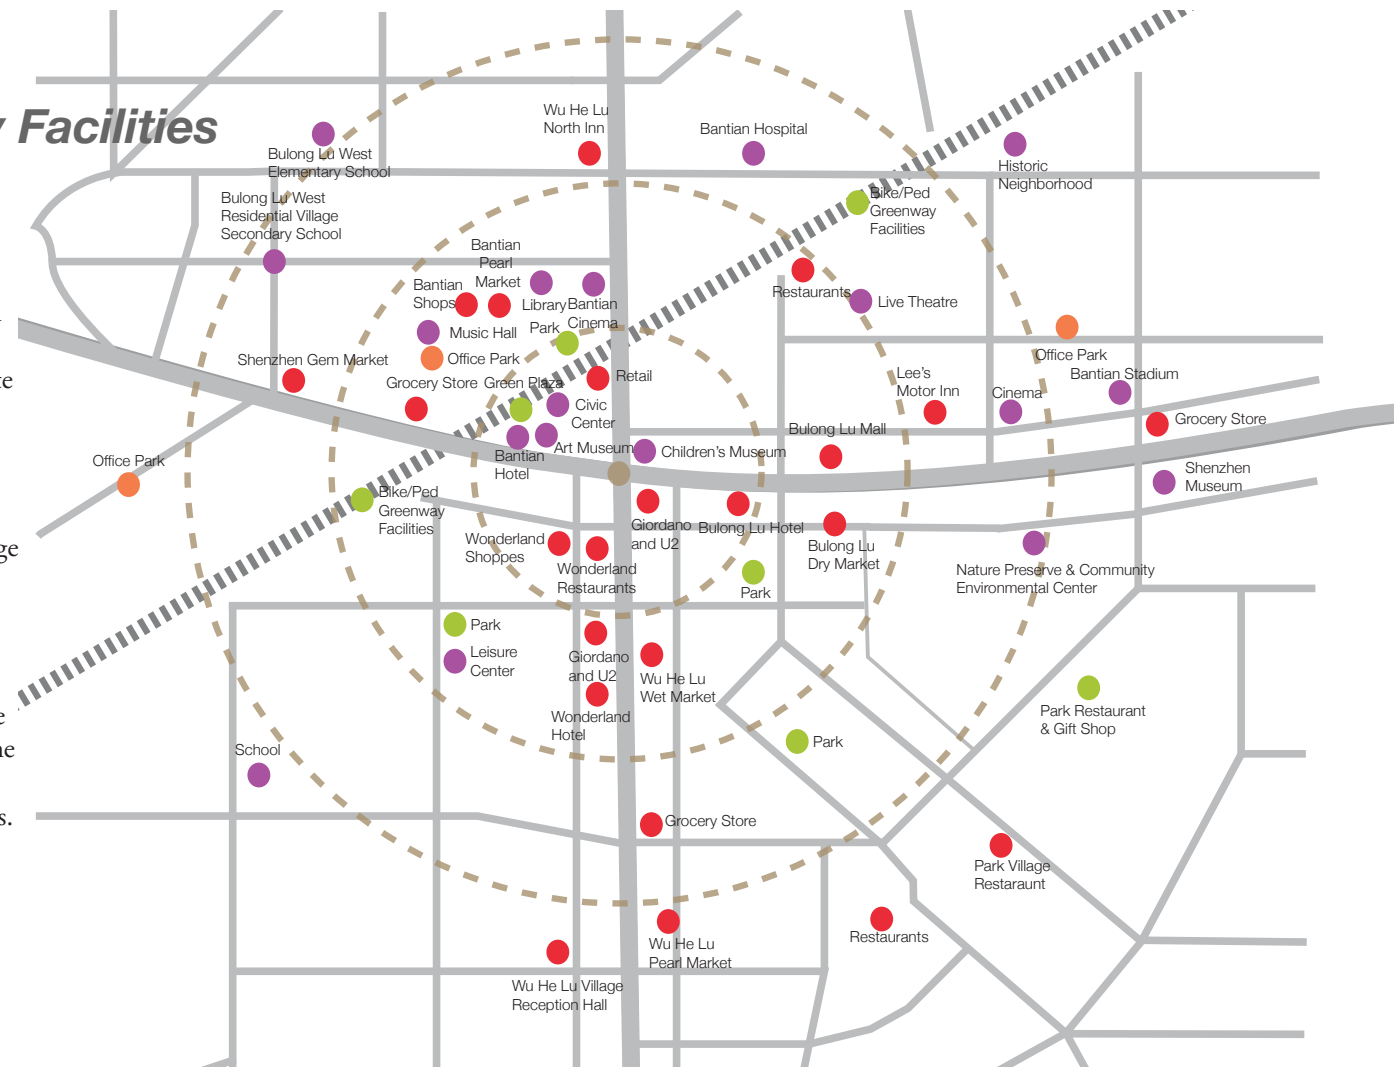 y Facilities
Wu He Lu
North Inn
Bantian Hospital
Bulong Lu West
Elementary School
Historic
Neighborhood
Bulong Lu West
Residential Village
Secondary School
Bike/Ped
Greenway
Facilities
Bantian
Pearl
Market
Bantian
Shops
Library
Bantian
Cinema
Restaurants
Live Theatre
Music Hall
Park
Office Park
Office Park
Shenzhen Gem Market
te
Grocery Store
Green Plaza
Retail
Lee's
Motor Inn
Bantian Stadium
Cinema
Civic
Center
Grocery Store
Bulong Lu Mall
Art Museum
Children's Museum
Bantian
Hotel
Office Park
Shenzhen
Museum
Bike/Ped
Greenway
Facilities
Giordano
and U2
Bulong Lu Hotel
Wonderland
Shoppes
Bulong Lu
Dry Market
ge
Wonderland
Restaurants
Nature Preserve & Community
Environmental Center
Park
Park
Leisure
Center
Giordano
and U2
Wu He Lu
Wet Market
e
Wonderland
Hotel
Park Restaurant
& Gift Shop
Park
ne
School
s.
Grocery Store
Park Village
Restaraunt
Restaurants
Wu He Lu
Pearl Market
Wu He Lu Village
Reception Hall